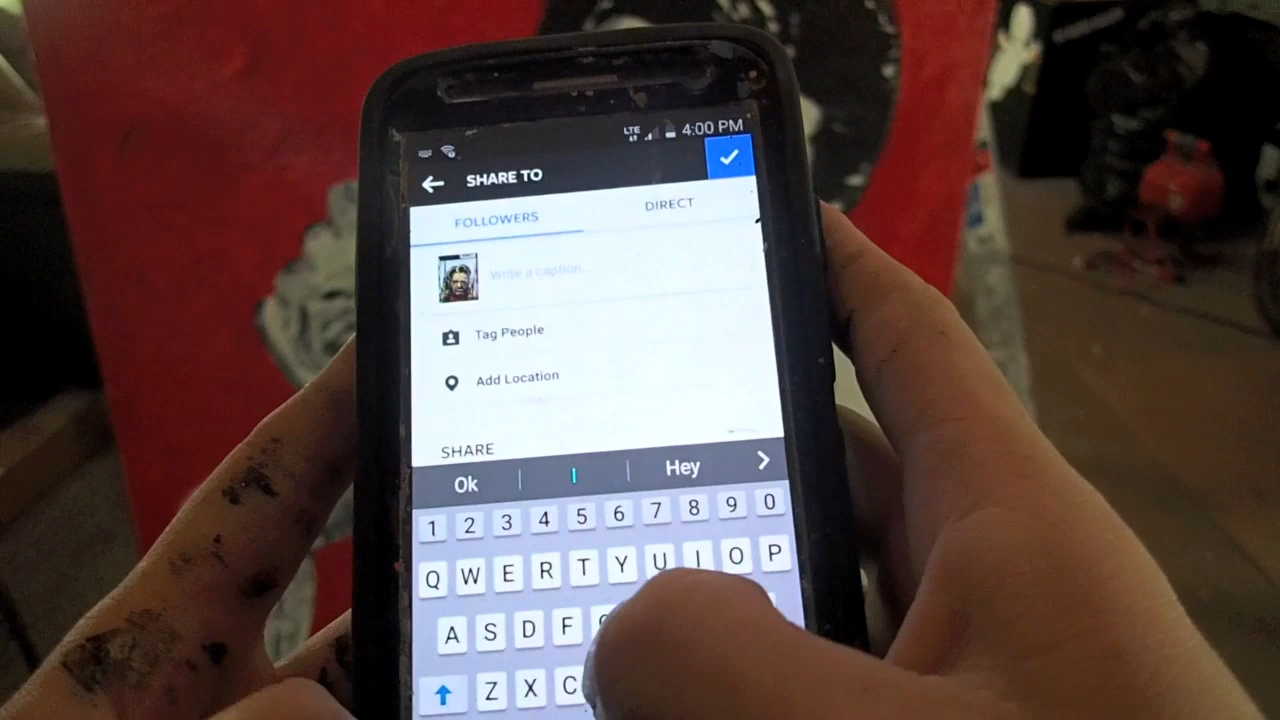 LTE 4:00 PM
SHARE TO
FOLLOWERS DIRECT
Write a caption...
Tag People
Add Location
SHARE
Ok I Hey
1 2 3 4 5 6 7 8 9 0
Q W E R T Y U I O P
A S D F
Z X C